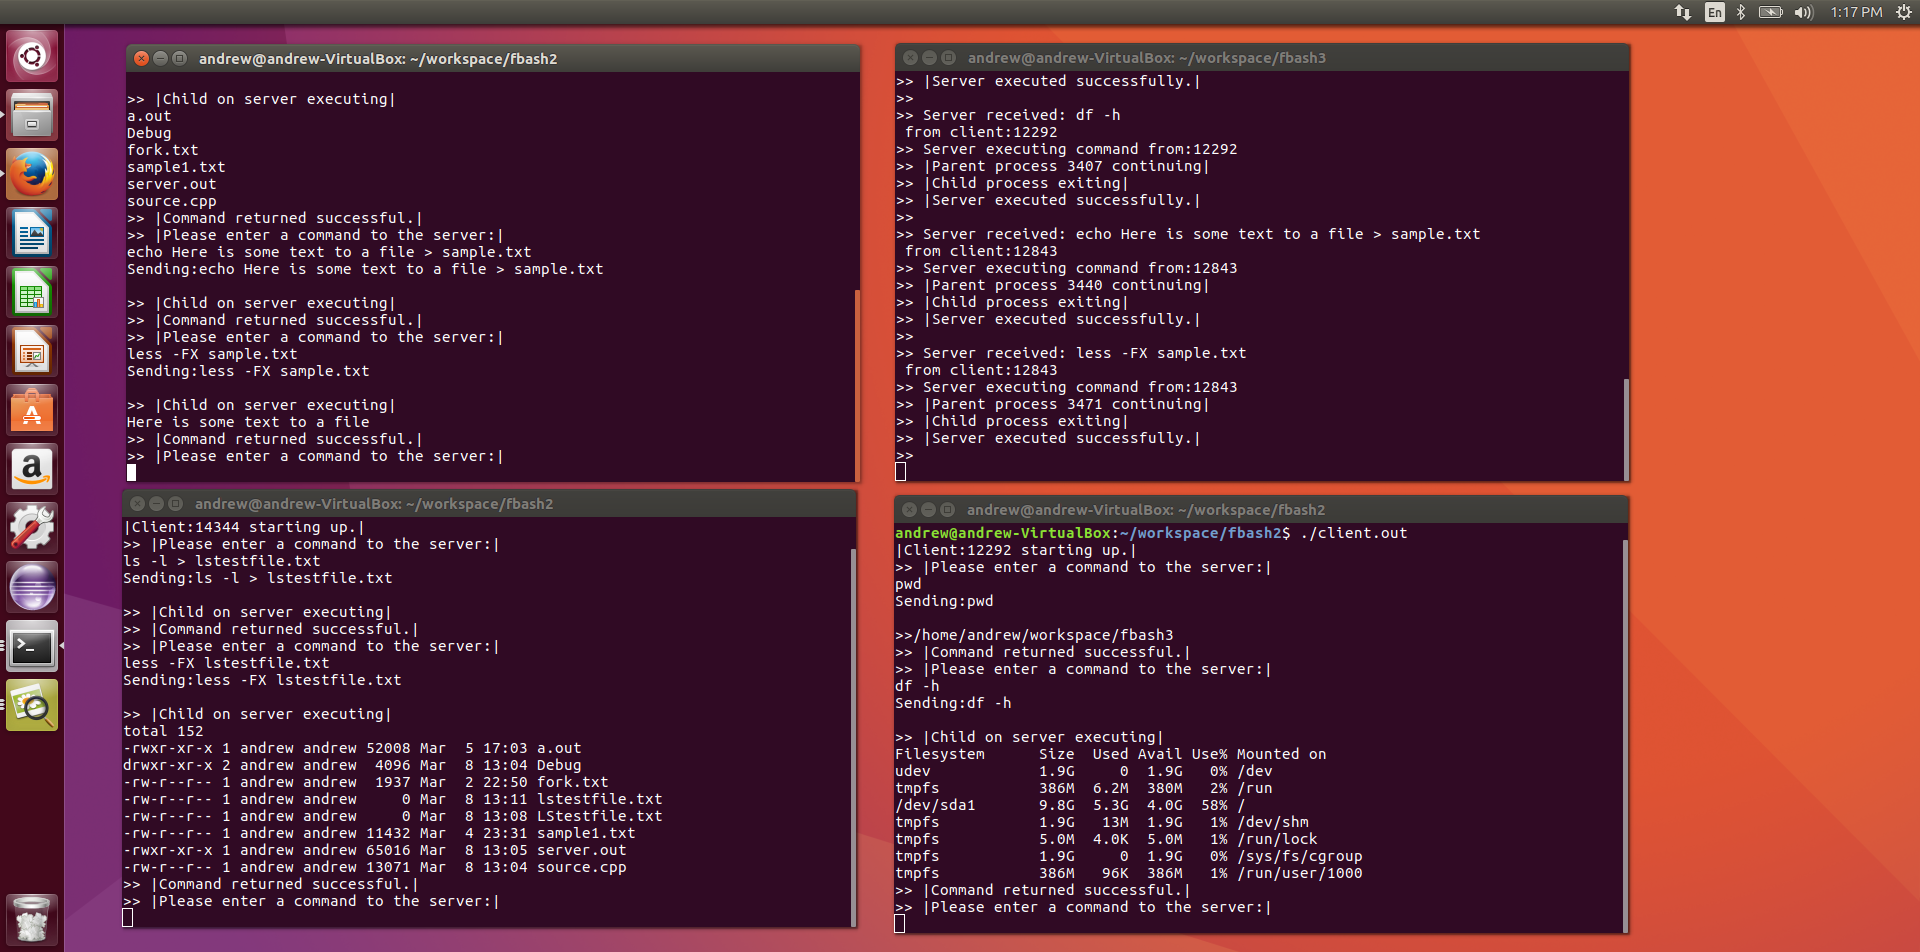 En
1:17 PM
andrew@andrew-VirtualBox: ~/workspace/fbash2
>> |Child on server executing|
a.out
Debug
fork.txt
sample1.txt
server.out
source.cpp
>> |Command returned successful.|
>> |Please enter a command to the server:|
echo Here is some text to a file > sample.txt
Sending:echo Here is some text to a file > sample.txt
>> |Child on server executing|
>> |Command returned successful.|
>> |Please enter a command to the server:|
less -FX sample.txt
Sending:less -FX sample.txt
>> |Child on server executing|
Here is some text to a file
>> |Command returned successful.|
>> |Please enter a command to the server:|
andrew@andrew-VirtualBox: ~/workspace/fbash3
>> |Server executed successfully.|
>>
>> Server received: df -h
 from client:12292
>> Server executing command from:12292
>> |Parent process 3407 continuing|
>> |Child process exiting|
>> |Server executed successfully.|
>>
>> Server received: echo Here is some text to a file > sample.txt
 from client:12843
>> Server executing command from:12843
>> |Parent process 3440 continuing|
>> |Child process exiting|
>> |Server executed successfully.|
>>
>> Server received: less -FX sample.txt
 from client:12843
>> Server executing command from:12843
>> |Parent process 3471 continuing|
>> |Child process exiting|
>> |Server executed successfully.|
>>
andrew@andrew-VirtualBox: ~/workspace/fbash2
|Client:14344 starting up.|
>> |Please enter a command to the server:|
ls -l > lstestfile.txt
Sending:ls -l > lstestfile.txt
>> |Child on server executing|
>> |Command returned successful.|
>> |Please enter a command to the server:|
less -FX lstestfile.txt
Sending:less -FX lstestfile.txt
>> |Child on server executing|
total 152
-rwxr-xr-x 1 andrew andrew 52008 Mar  5 17:03 a.out
drwxr-xr-x 2 andrew andrew  4096 Mar  8 13:04 Debug
-rw-r--r-- 1 andrew andrew  1937 Mar  2 22:50 fork.txt
-rw-r--r-- 1 andrew andrew     0 Mar  8 13:11 lstestfile.txt
-rw-r--r-- 1 andrew andrew     0 Mar  8 13:08 LStestfile.txt
-rw-r--r-- 1 andrew andrew 11432 Mar  4 23:31 sample1.txt
-rwxr-xr-x 1 andrew andrew 65016 Mar  8 13:05 server.out
-rw-r--r-- 1 andrew andrew 13071 Mar  8 13:04 source.cpp
>> |Command returned successful.|
>> |Please enter a command to the server:|
andrew@andrew-VirtualBox: ~/workspace/fbash2
andrew@andrew-VirtualBox:~/workspace/fbash2$ ./client.out
|Client:12292 starting up.|
>> |Please enter a command to the server:|
pwd
Sending:pwd
>>/home/andrew/workspace/fbash3
>> |Command returned successful.|
>> |Please enter a command to the server:|
df -h
Sending:df -h
>> |Child on server executing|
Filesystem      Size  Used Avail Use% Mounted on
udev            1.9G     0  1.9G   0% /dev
tmpfs           386M  6.2M  380M   2% /run
/dev/sda1       9.8G  5.3G  4.0G  58% /
tmpfs           1.9G   13M  1.9G   1% /dev/shm
tmpfs           5.0M  4.0K  5.0M   1% /run/lock
tmpfs           1.9G     0  1.9G   0% /sys/fs/cgroup
tmpfs           386M   96K  386M   1% /run/user/1000
>> |Command returned successful.|
>> |Please enter a command to the server:|